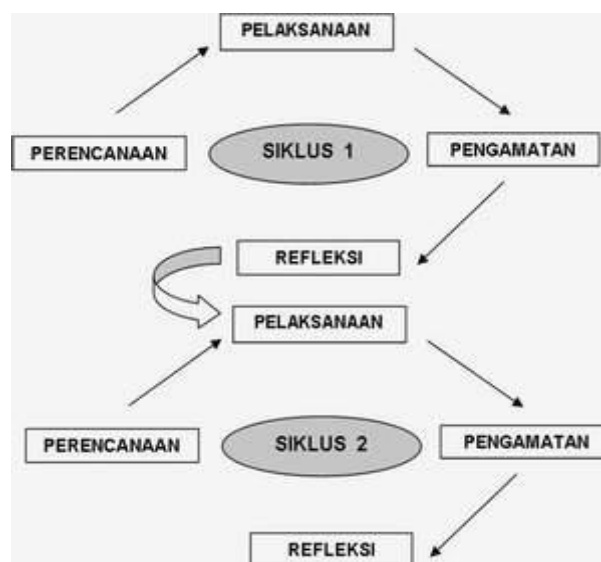 PELAKSANAAN
PERENCANAAN
SIKLUS 1
PENGAMATAN
REFLEKSI
PELAKSANAAN
PERENCANAAN
SIKLUS 2
PENGAMATAN
REFLEKSI